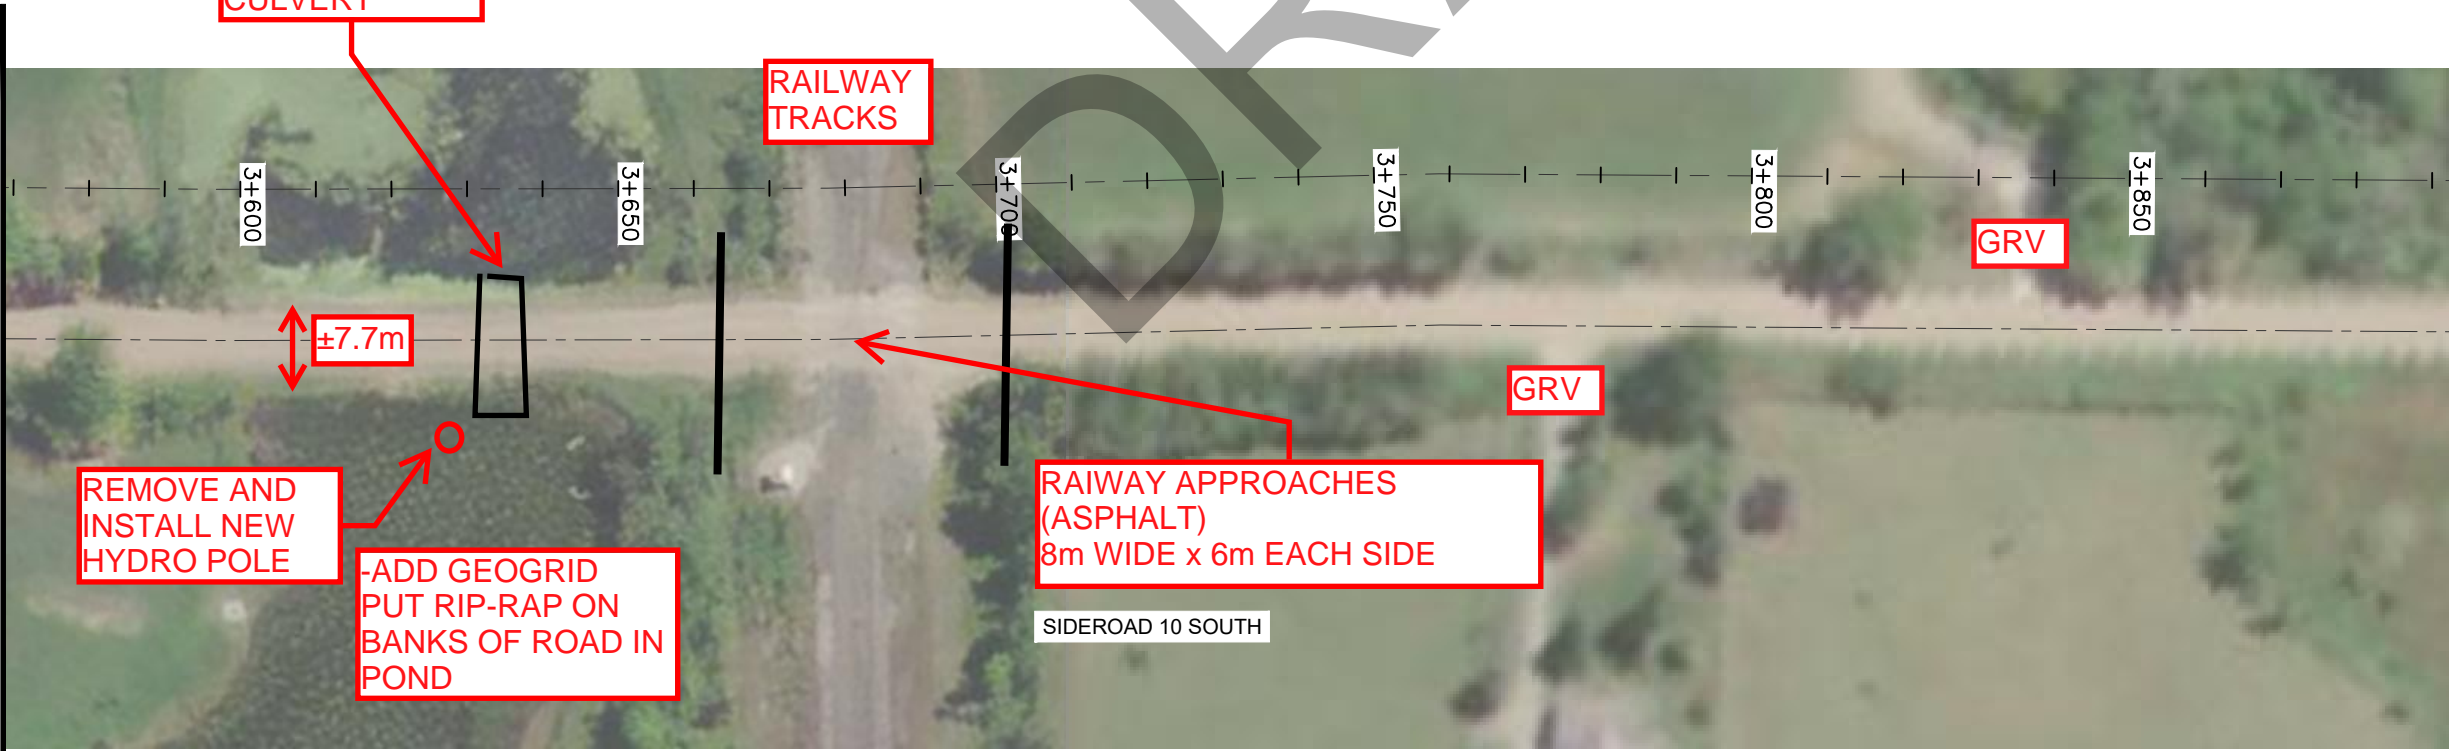 CULVERT
RAILWAY
TRACKS
3+600
3+650
3+700
3+750
3+800
3+850
GRV
±7.7m
GRV
REMOVE AND
INSTALL NEW
HYDRO POLE
-ADD GEOGRID
PUT RIP-RAP ON
BANKS OF ROAD IN
POND
RAIWAY APPROACHES
(ASPHALT)
8m WIDE x 6m EACH SIDE
SIDEROAD 10 SOUTH